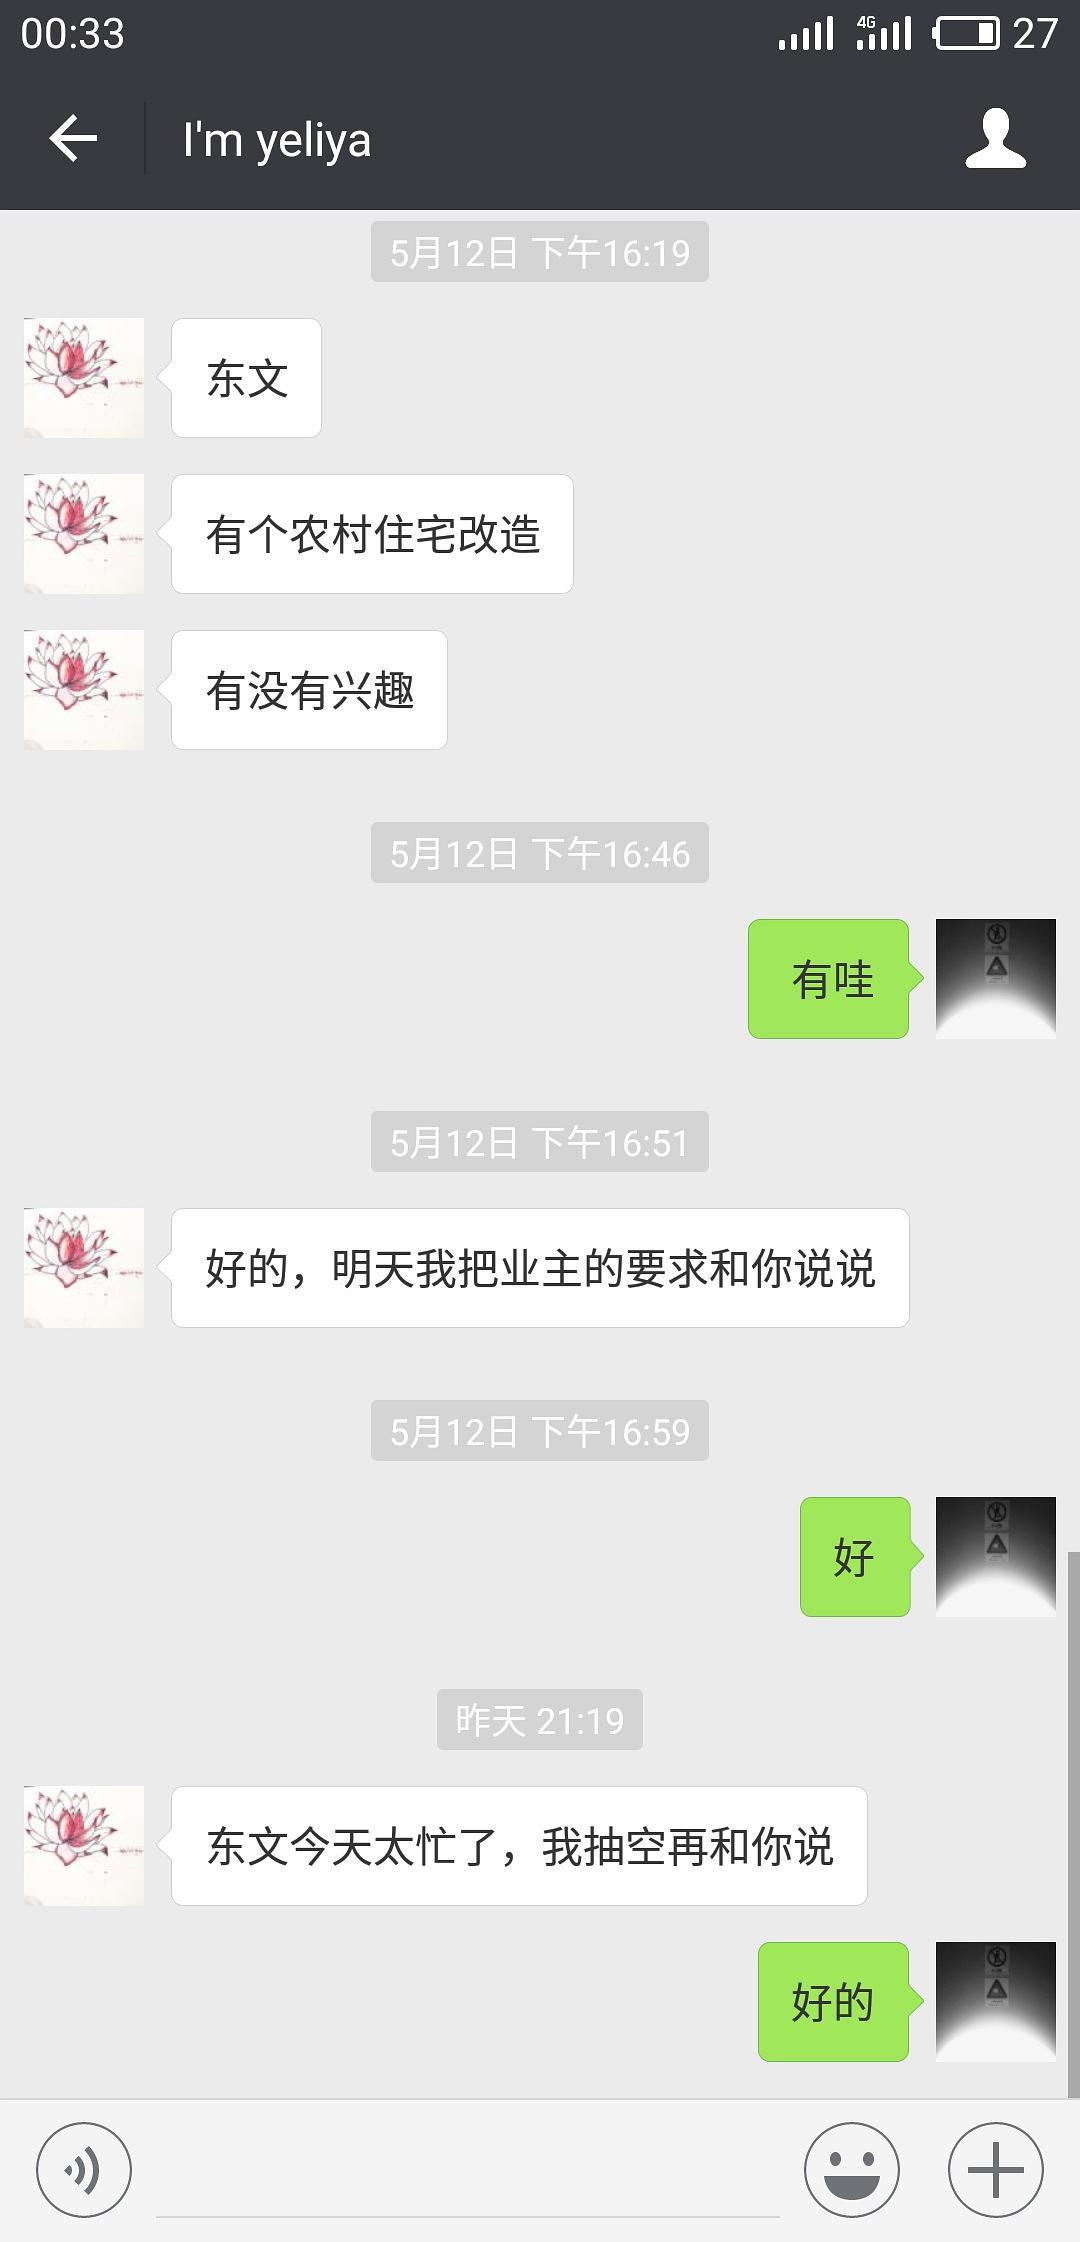 00:33
4G
27
I'm yeliya
5月12日 下午16:19
东文
有个农村住宅改造
有没有兴趣
5月12日 下午16:46
有哇
5月12日 下午16:51
好的，明天我把业主的要求和你说说
5月12日 下午16:59
好
昨天 21:19
东文今天太忙了，我抽空再和你说
好的